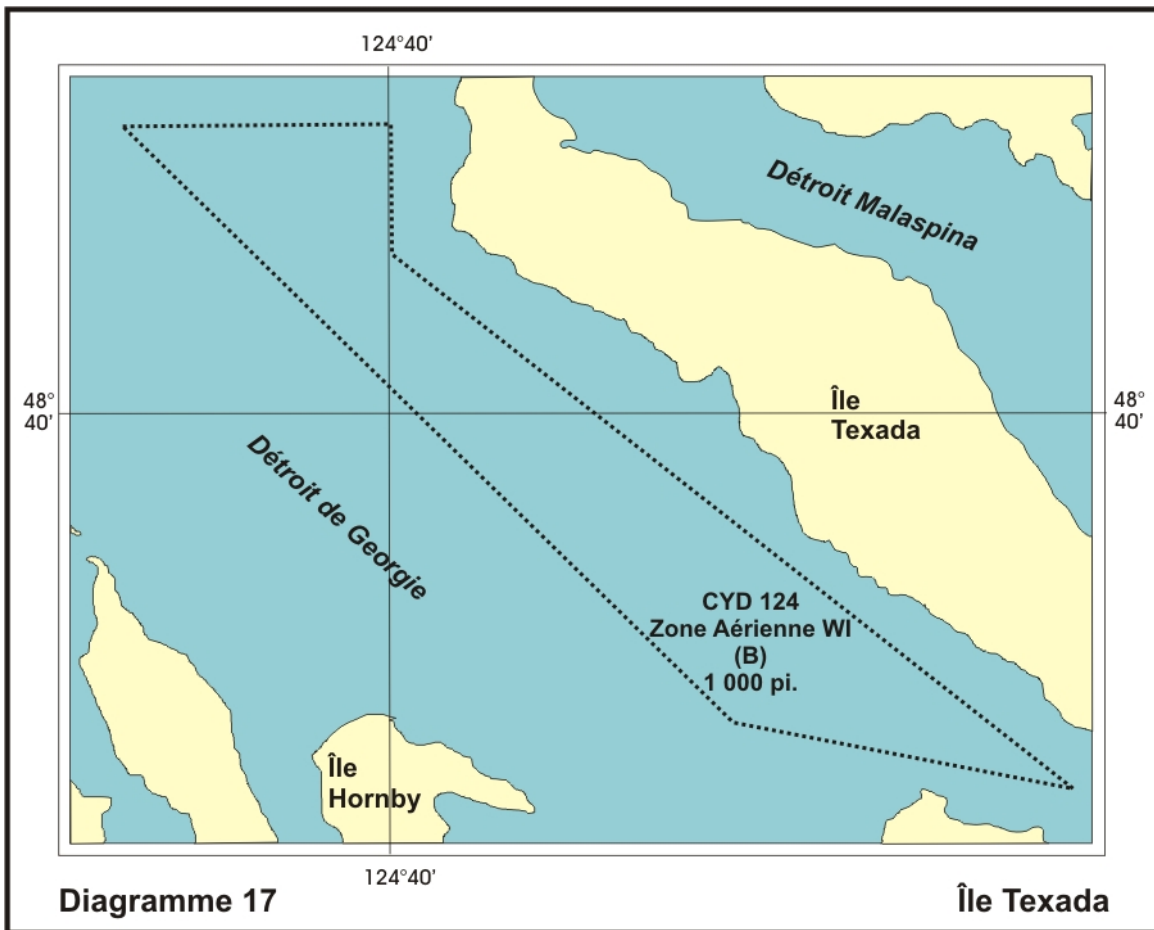 124°40'
Détroit Malaspina
48°
40'
48°
40'
Île
Texada
Détroit de Georgie
CYD 124
Zone Aérienne WI
(B)
1 000 pi.
Île
Hornby
124°40'
Diagramme 17
Île Texada